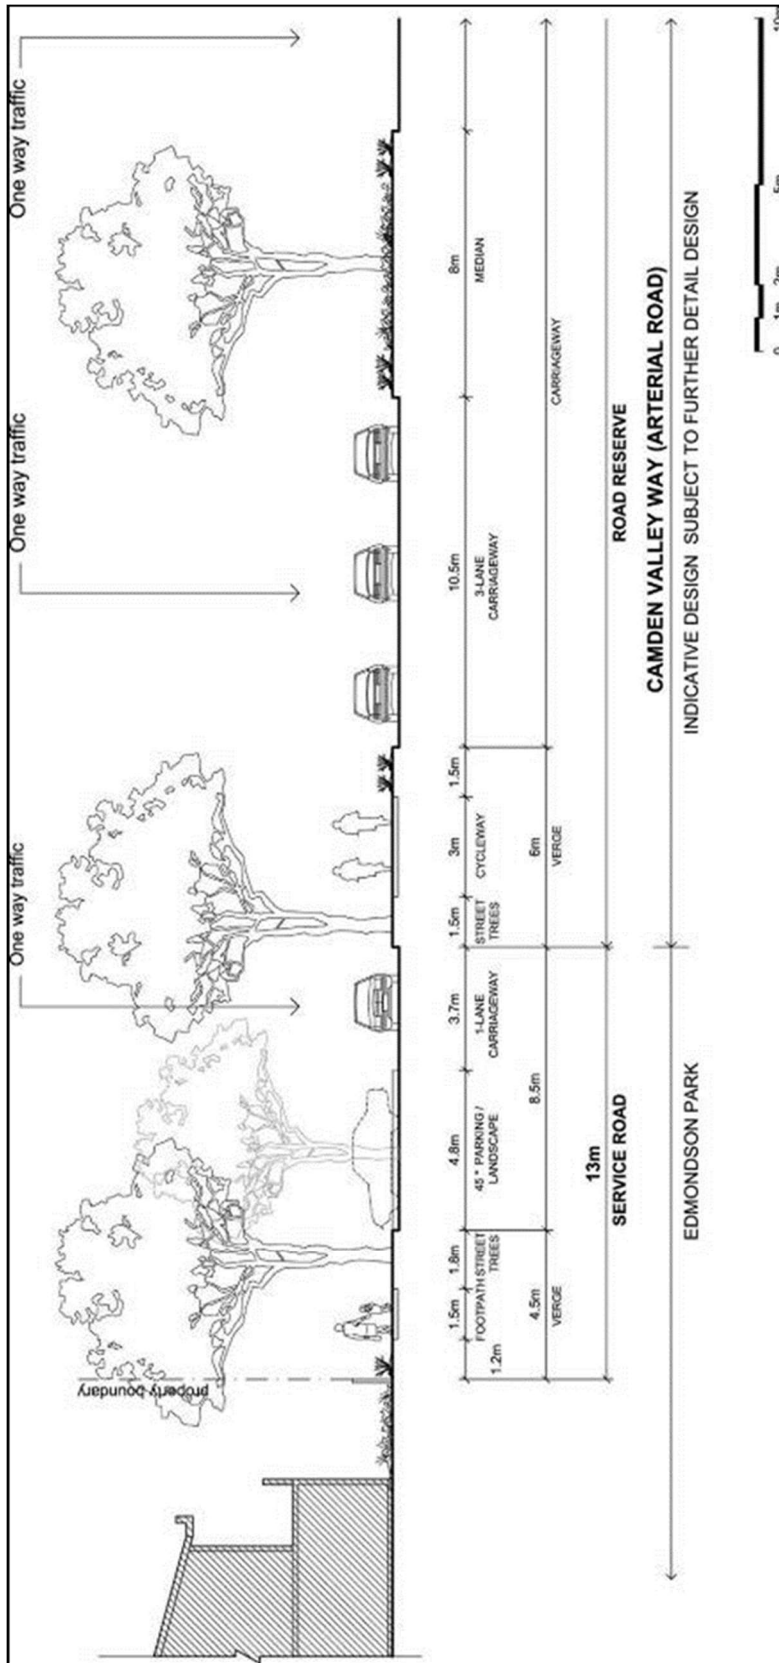 One way traffic
One way traffic
One way traffic
property boundary
1.2m
1.5m
1.8m
4.8m
3.7m
1.5m
3m
1.5m
10.5m
8m
FOOTPATH
STREET
TREES
45° PARKING /
LANDSCAPE
1-LANE
CARRIAGEWAY
STREET
TREES
CYCLEWAY
3-LANE
CARRIAGEWAY
MEDIAN
4.5m
VERGE
8.5m
6m
VERGE
CARRIAGEWAY
13m
SERVICE ROAD
ROAD RESERVE
CAMDEN VALLEY WAY (ARTERIAL ROAD)
EDMONDSON PARK
INDICATIVE DESIGN SUBJECT TO FURTHER DETAIL DESIGN
0 1m 2m 5m 10m